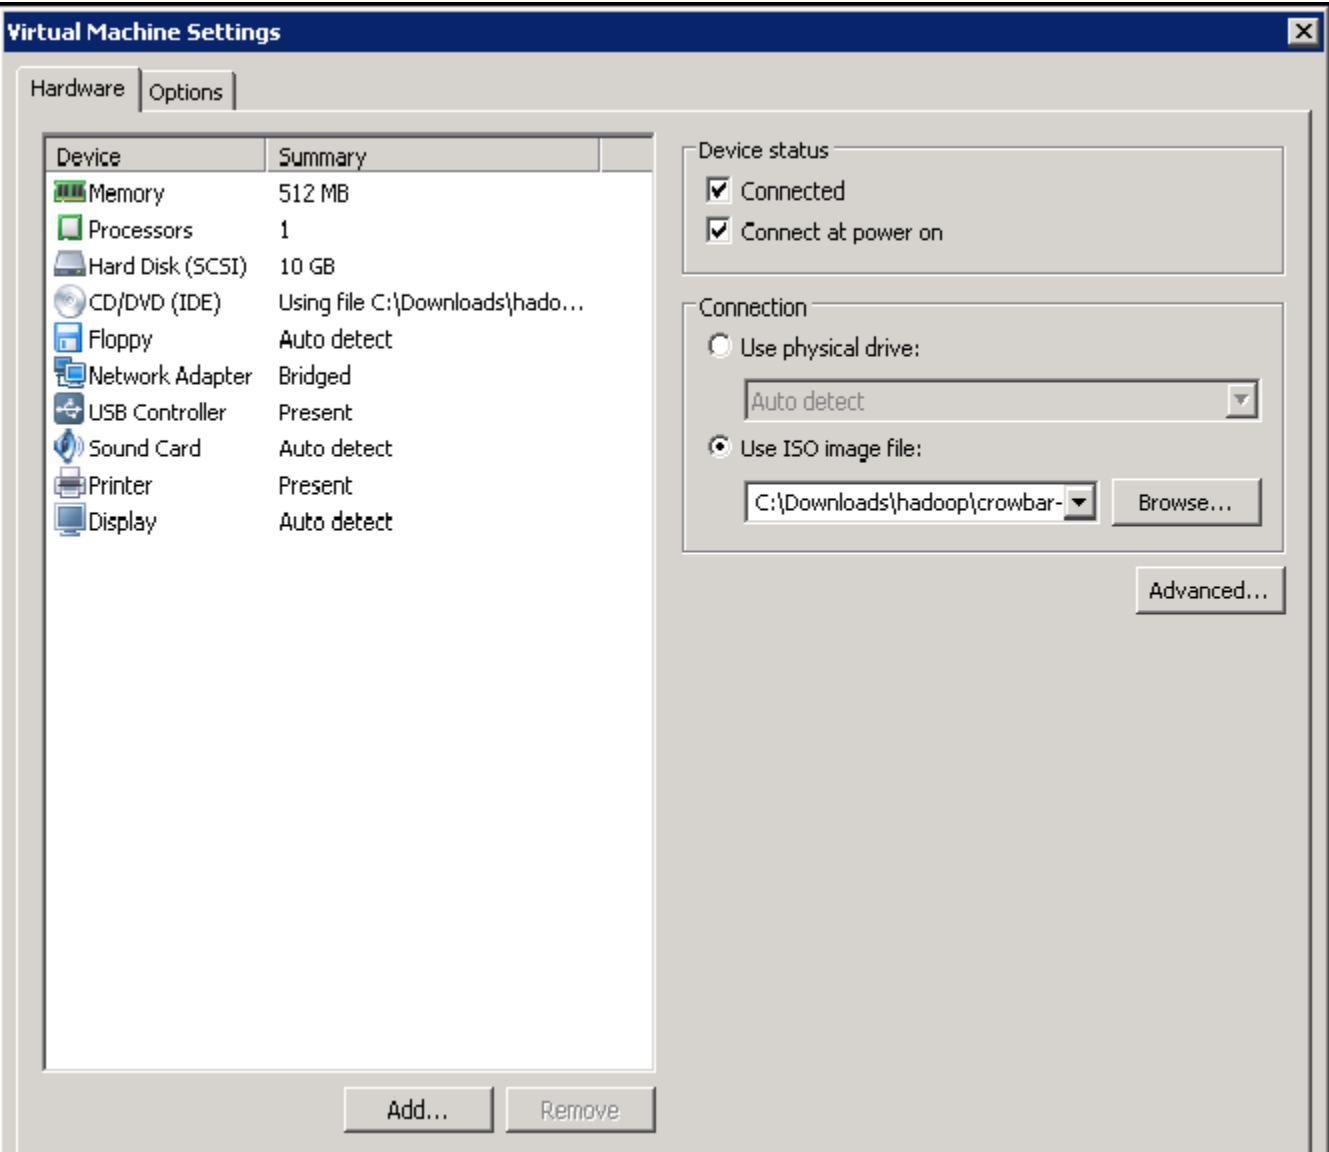 Virtual Machine Settings
Hardware
Options
Device Summary
Memory 512 MB
Processors 1
Hard Disk (SCSI) 10 GB
CD/DVD (IDE) Using file C:\Downloads\hado...
Floppy Auto detect
Network Adapter Bridged
USB Controller Present
Sound Card Auto detect
Printer Present
Display Auto detect
Add...
Remove
Device status
Connected
Connect at power on
Connection
Use physical drive:
Auto detect
Use ISO image file:
C:\Downloads\hadoop\crowbar-
Browse...
Advanced...